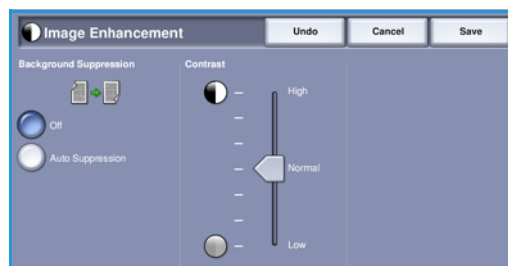 Image Enhancement Undo Cancel Save
Background Suppression Contrast
High
Off
Auto Suppression Normal
Low